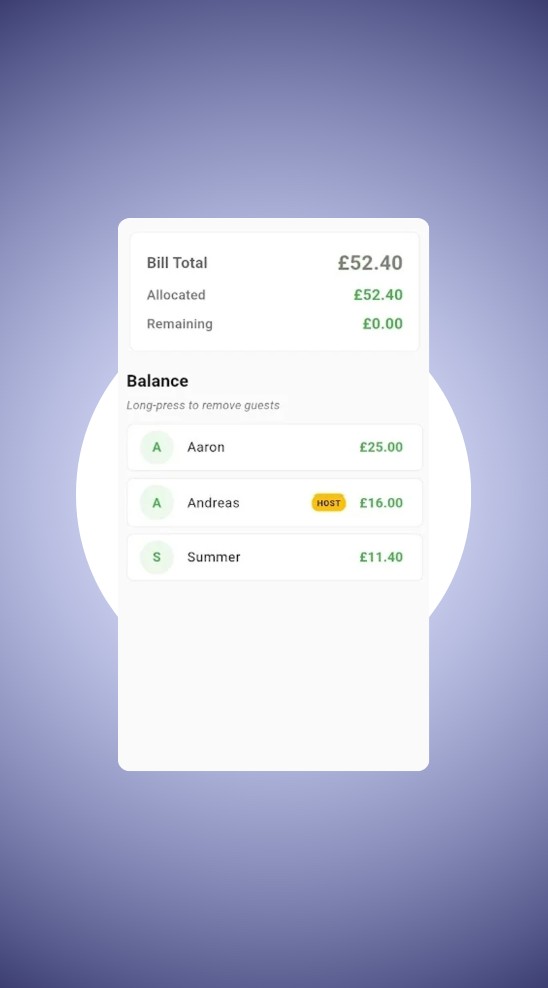 Bill Total £52.40
Allocated £52.40
Remaining £0.00
Balance
Long-press to remove guests
A Aaron £25.00
A Andreas HOST £16.00
S Summer £11.40